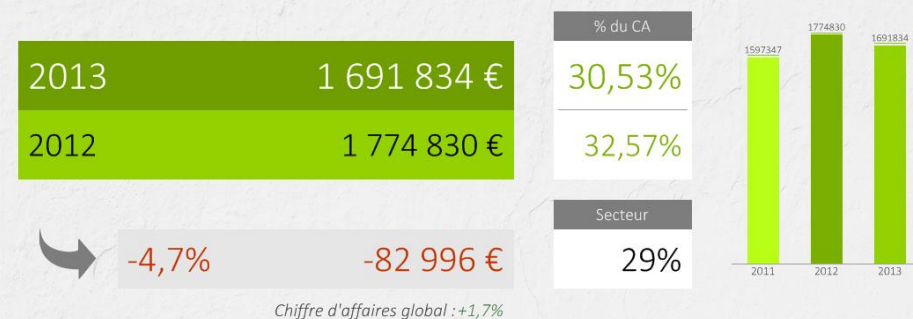 % du CA
2013 1 691 834 € 30,53%
2012 1 774 830 € 32,57%
Secteur
-4,7% -82 996 € 29%
Chiffre d'affaires global :+1,7%
1597347
1774830
1691834
2011 2012 2013